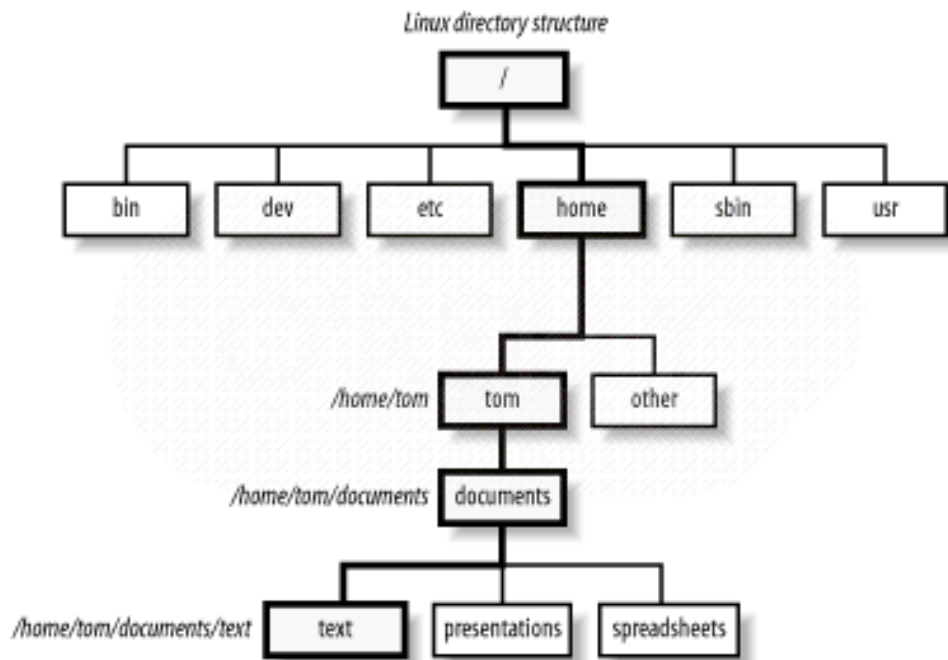 Linux directory structure
/
bin dev etc home sbin usr
/home/tom tom other
/home/tom/documents documents
/home/tom/documents/text text presentations spreadsheets